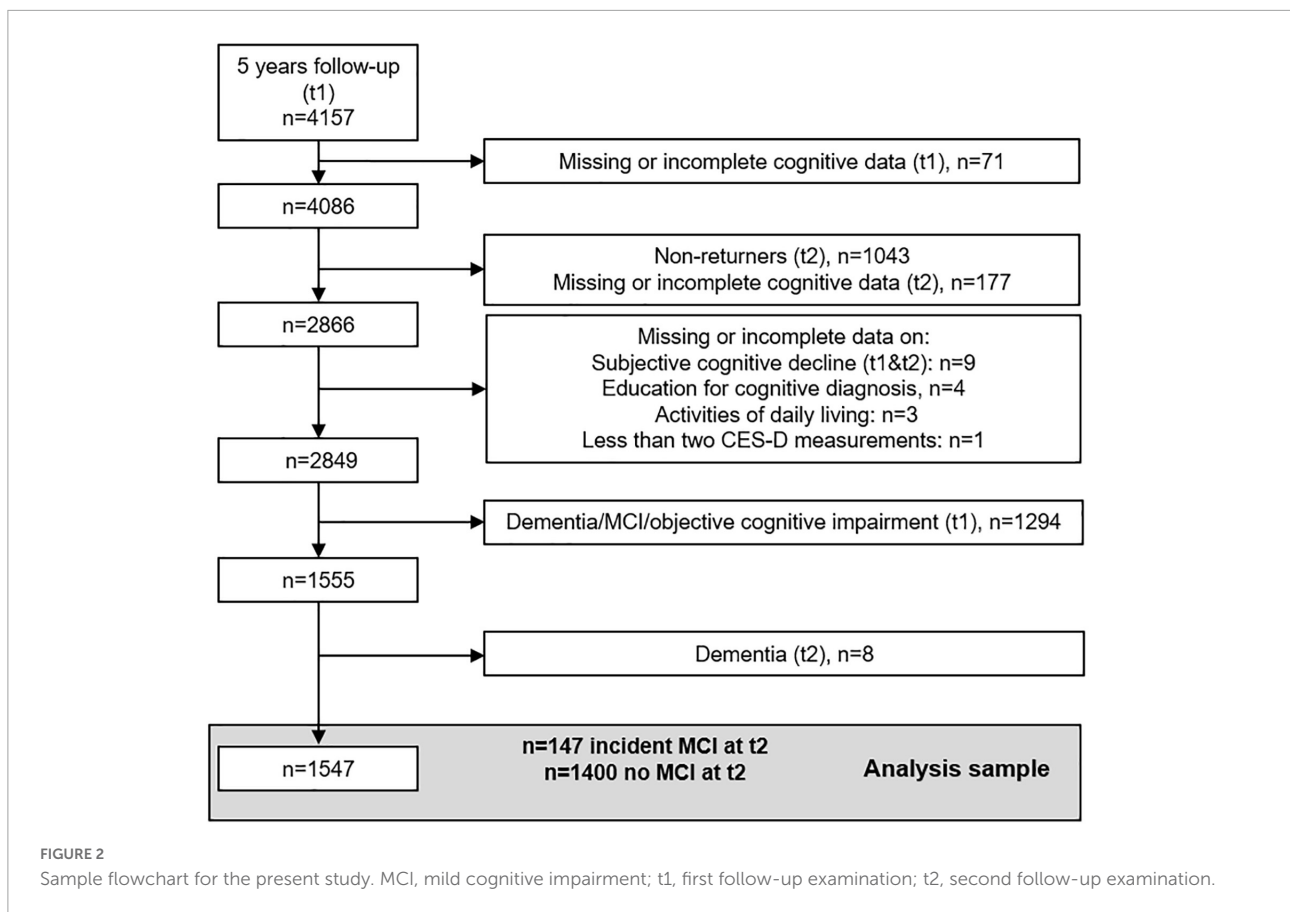 5 years follow-up
(t1)
n=4157
Missing or incomplete cognitive data (t1), n=71
n=4086
Non-returners (t2), n=1043
Missing or incomplete cognitive data (t2), n=177
n=2866
Missing or incomplete data on:
Subjective cognitive decline (t1&t2): n=9
Education for cognitive diagnosis, n=4
Activities of daily living: n=3
Less than two CES-D measurements: n=1
n=2849
Dementia/MCI/objective cognitive impairment (t1), n=1294
n=1555
Dementia (t2), n=8
n=1547
n=147 incident MCI at t2
n=1400 no MCI at t2
Analysis sample
FIGURE 2
Sample flowchart for the present study. MCI, mild cognitive impairment; t1, first follow-up examination; t2, second follow-up examination.